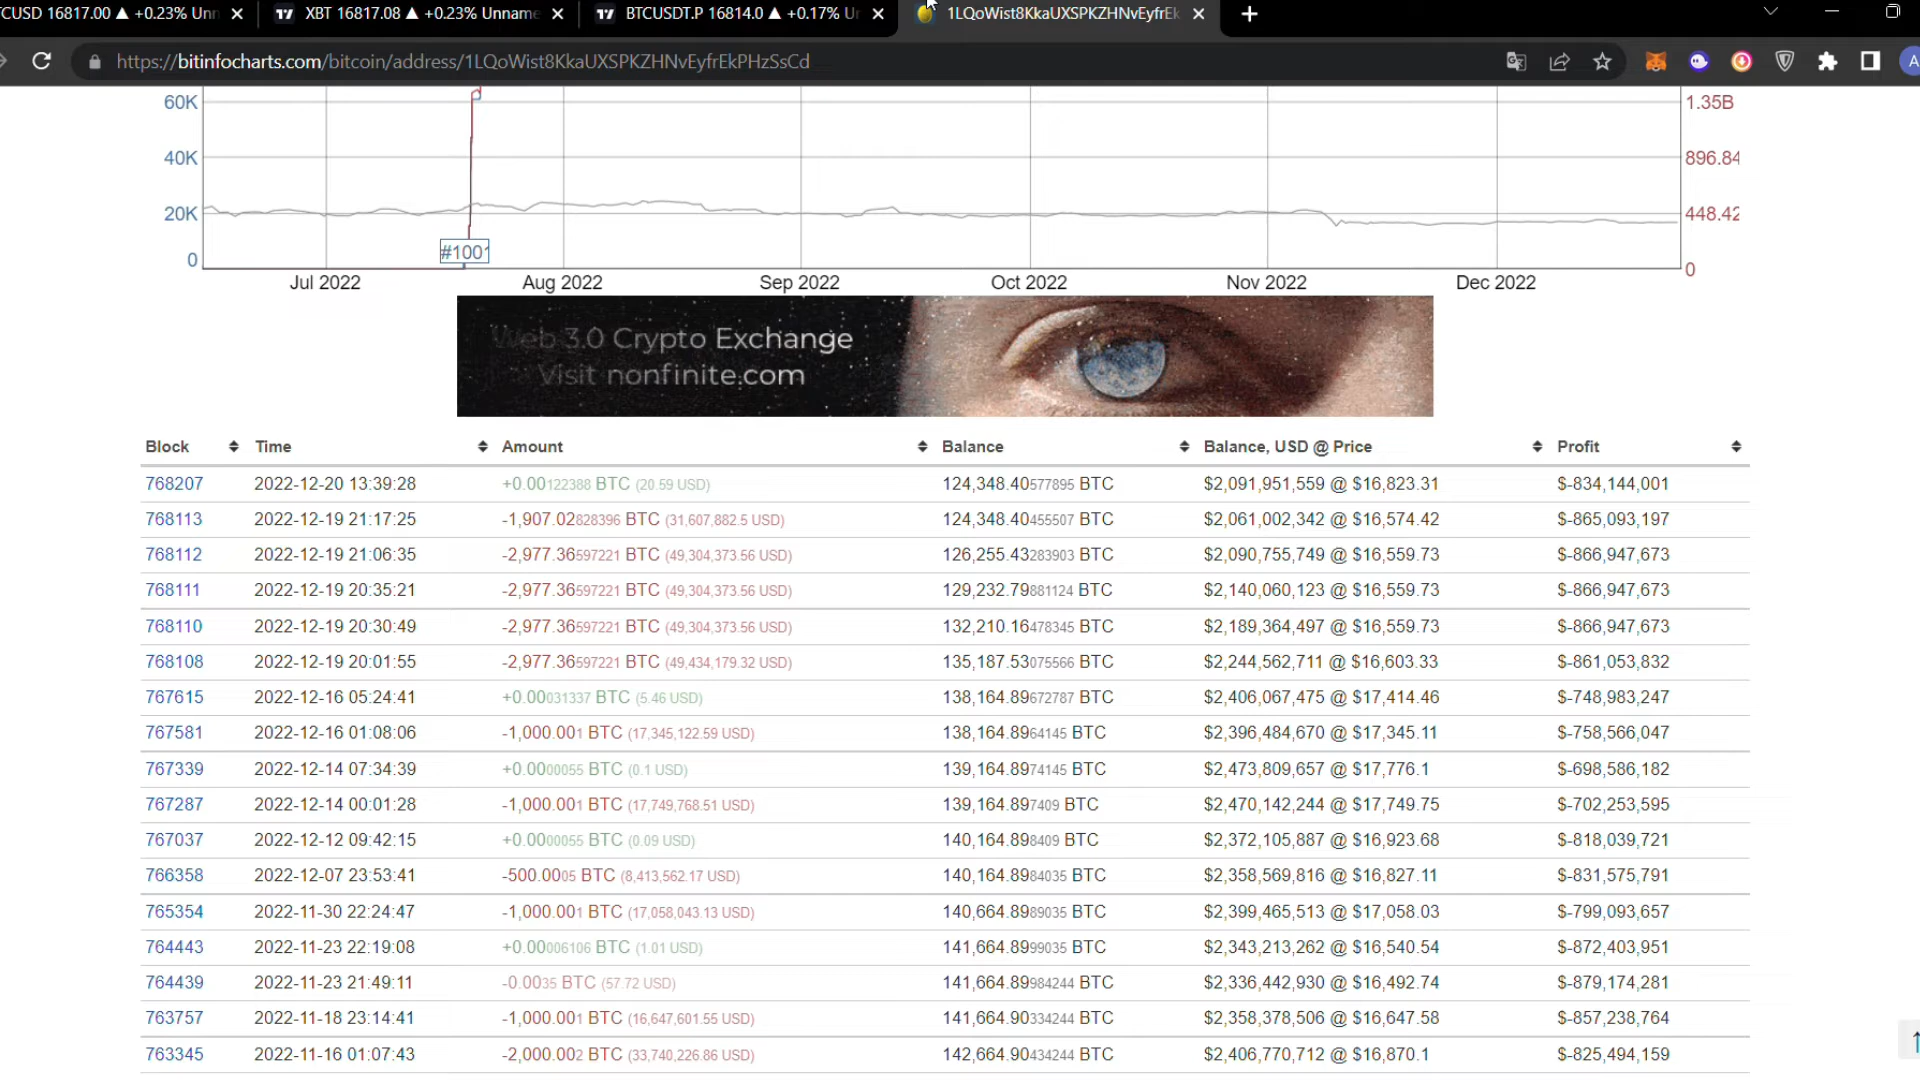 TCUSD 16817.00 ▲ +0.23% Unn
XBT 16817.08 ▲ +0.23% Unname
BTCUSDT.P 16814.0 ▲ +0.17% Ur
1LQoWist8KkaUXSPKZHNvEyfrEk
https://bitinfocharts.com/bitcoin/address/1LQoWist8KkaUXSPKZHNvEyfrEkPHzSsCd
60K 1.35B
40K 896.84
20K 448.42
#1001
0 0
Jul 2022 Aug 2022 Sep 2022 Oct 2022 Nov 2022 Dec 2022
Web 3.0 Crypto Exchange
Visit nonfinite.com
Block Time Amount Balance Balance, USD @ Price Profit
768207 2022-12-20 13:39:28 +0.00122388 BTC (20.59 USD) 124,348.40577895 BTC $2,091,951,559 @ $16,823.31 $-834,144,001
768113 2022-12-19 21:17:25 -1,907.02828396 BTC (31,607,882.5 USD) 124,348.40455507 BTC $2,061,002,342 @ $16,574.42 $-865,093,197
768112 2022-12-19 21:06:35 -2,977.36597221 BTC (49,304,373.56 USD) 126,255.43283903 BTC $2,090,755,749 @ $16,559.73 $-866,947,673
768111 2022-12-19 20:35:21 -2,977.36597221 BTC (49,304,373.56 USD) 129,232.79881124 BTC $2,140,060,123 @ $16,559.73 $-866,947,673
768110 2022-12-19 20:30:49 -2,977.36597221 BTC (49,304,373.56 USD) 132,210.16478345 BTC $2,189,364,497 @ $16,559.73 $-866,947,673
768108 2022-12-19 20:01:55 -2,977.36597221 BTC (49,434,179.32 USD) 135,187.53075566 BTC $2,244,562,711 @ $16,603.33 $-861,053,832
767615 2022-12-16 05:24:41 +0.00031337 BTC (5.46 USD) 138,164.89672787 BTC $2,406,067,475 @ $17,414.46 $-748,983,247
767581 2022-12-16 01:08:06 -1,000.001 BTC (17,345,122.59 USD) 138,164.8964145 BTC $2,396,484,670 @ $17,345.11 $-758,566,047
767339 2022-12-14 07:34:39 +0.0000055 BTC (0.1 USD) 139,164.8974145 BTC $2,473,809,657 @ $17,776.1 $-698,586,182
767287 2022-12-14 00:01:28 -1,000.001 BTC (17,749,768.51 USD) 139,164.897409 BTC $2,470,142,244 @ $17,749.75 $-702,253,595
767037 2022-12-12 09:42:15 +0.0000055 BTC (0.09 USD) 140,164.898409 BTC $2,372,105,887 @ $16,923.68 $-818,039,721
766358 2022-12-07 23:53:41 -500.0005 BTC (8,413,562.17 USD) 140,164.8984035 BTC $2,358,569,816 @ $16,827.11 $-831,575,791
765354 2022-11-30 22:24:47 -1,000.001 BTC (17,058,043.13 USD) 140,664.8989035 BTC $2,399,465,513 @ $17,058.03 $-799,093,657
764443 2022-11-23 22:19:08 +0.00006106 BTC (1.01 USD) 141,664.8999035 BTC $2,343,213,262 @ $16,540.54 $-872,403,951
764439 2022-11-23 21:49:11 -0.0035 BTC (57.72 USD) 141,664.89984244 BTC $2,336,442,930 @ $16,492.74 $-879,174,281
763757 2022-11-18 23:14:41 -1,000.001 BTC (16,647,601.55 USD) 141,664.90334244 BTC $2,358,378,506 @ $16,647.58 $-857,238,764
763345 2022-11-16 01:07:43 -2,000.002 BTC (33,740,226.86 USD) 142,664.90434244 BTC $2,406,770,712 @ $16,870.1 $-825,494,159